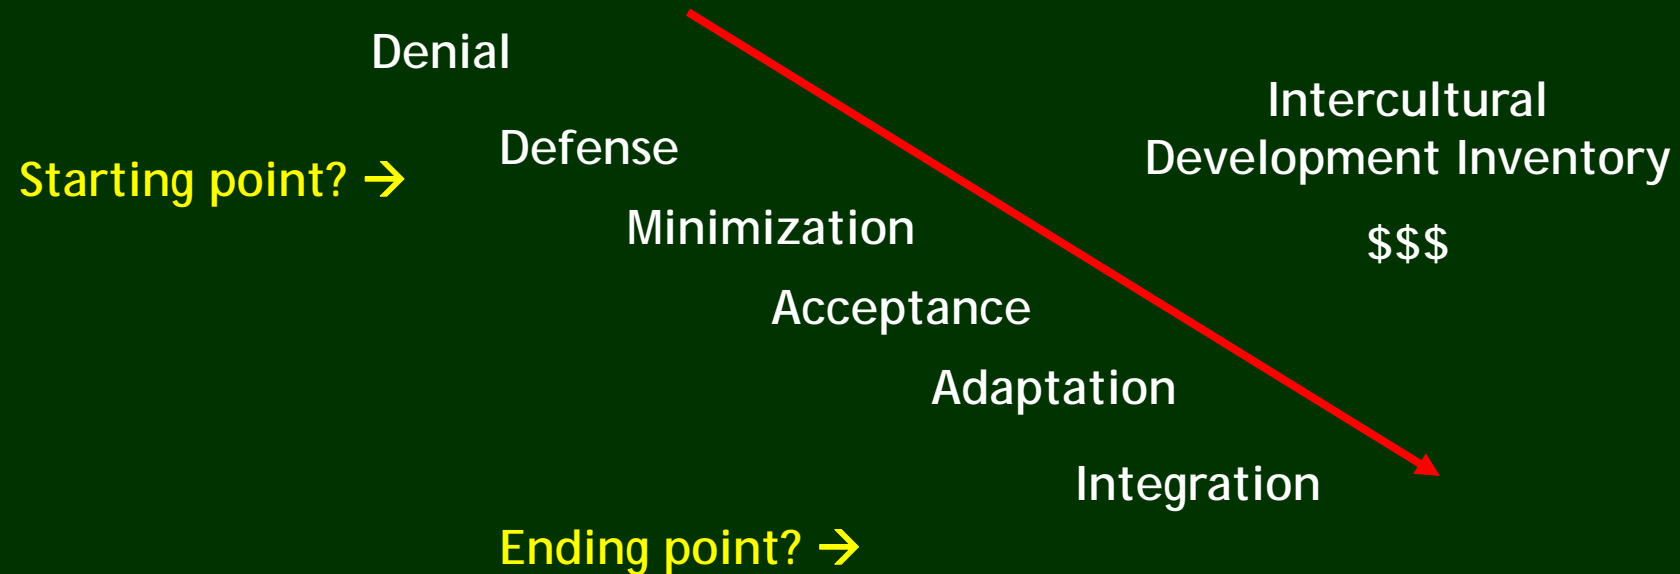 Denial
Defense
Starting point? →
Minimization
Acceptance
Adaptation
Integration
Ending point? →
Intercultural
Development Inventory
$$$